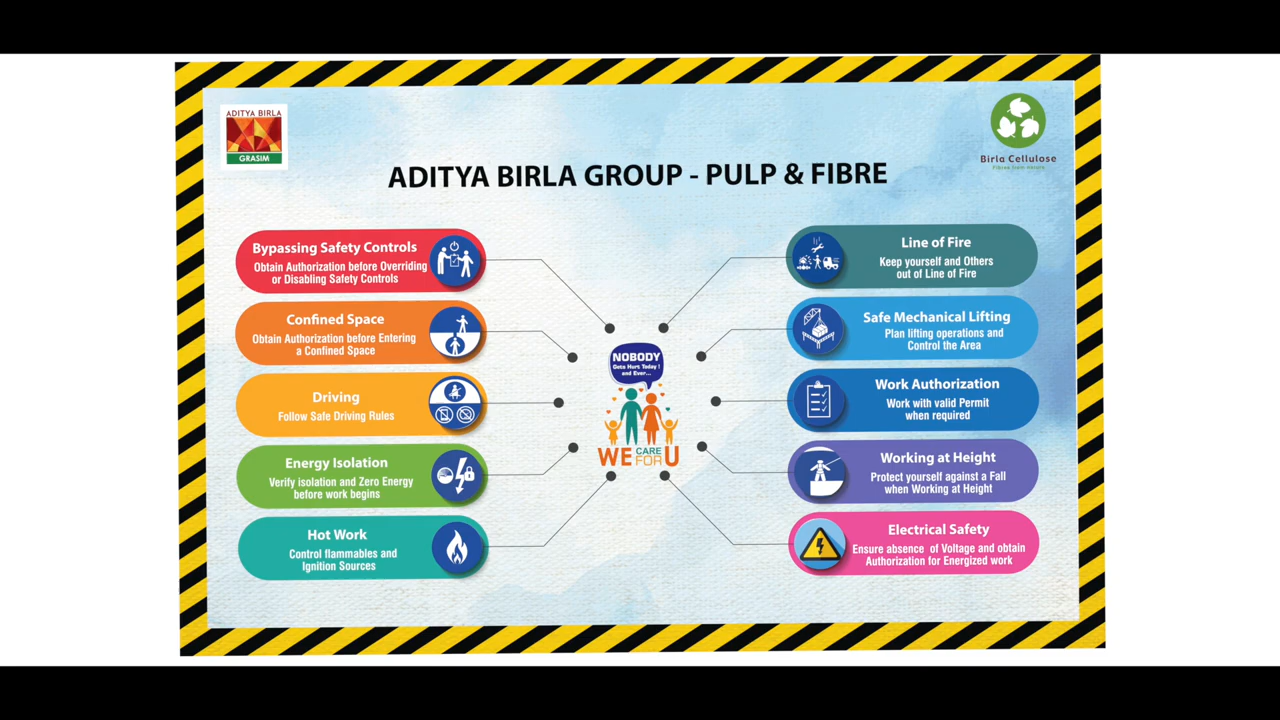 ADITYA BIRLA
GRASIM
Birla Cellulose
Fibres from nature
ADITYA BIRLA GROUP - PULP & FIBRE
Bypassing Safety Controls
Obtain Authorization before Overriding
or Disabling Safety Controls
Confined Space
Obtain Authorization before Entering
a Confined Space
Driving
Follow Safe Driving Rules
Energy Isolation
Verify isolation and Zero Energy
before work begins
Hot Work
Control flammables and
Ignition Sources
NOBODY
Gets Hurt Today !
and Ever...
WE CARE FOR U
Line of Fire
Keep yourself and Others
out of Line of Fire
Safe Mechanical Lifting
Plan lifting operations and
Control the Area
Work Authorization
Work with valid Permit
when required
Working at Height
Protect yourself against a Fall
when Working at Height
Electrical Safety
Ensure absence of Voltage and obtain
Authorization for Energized work